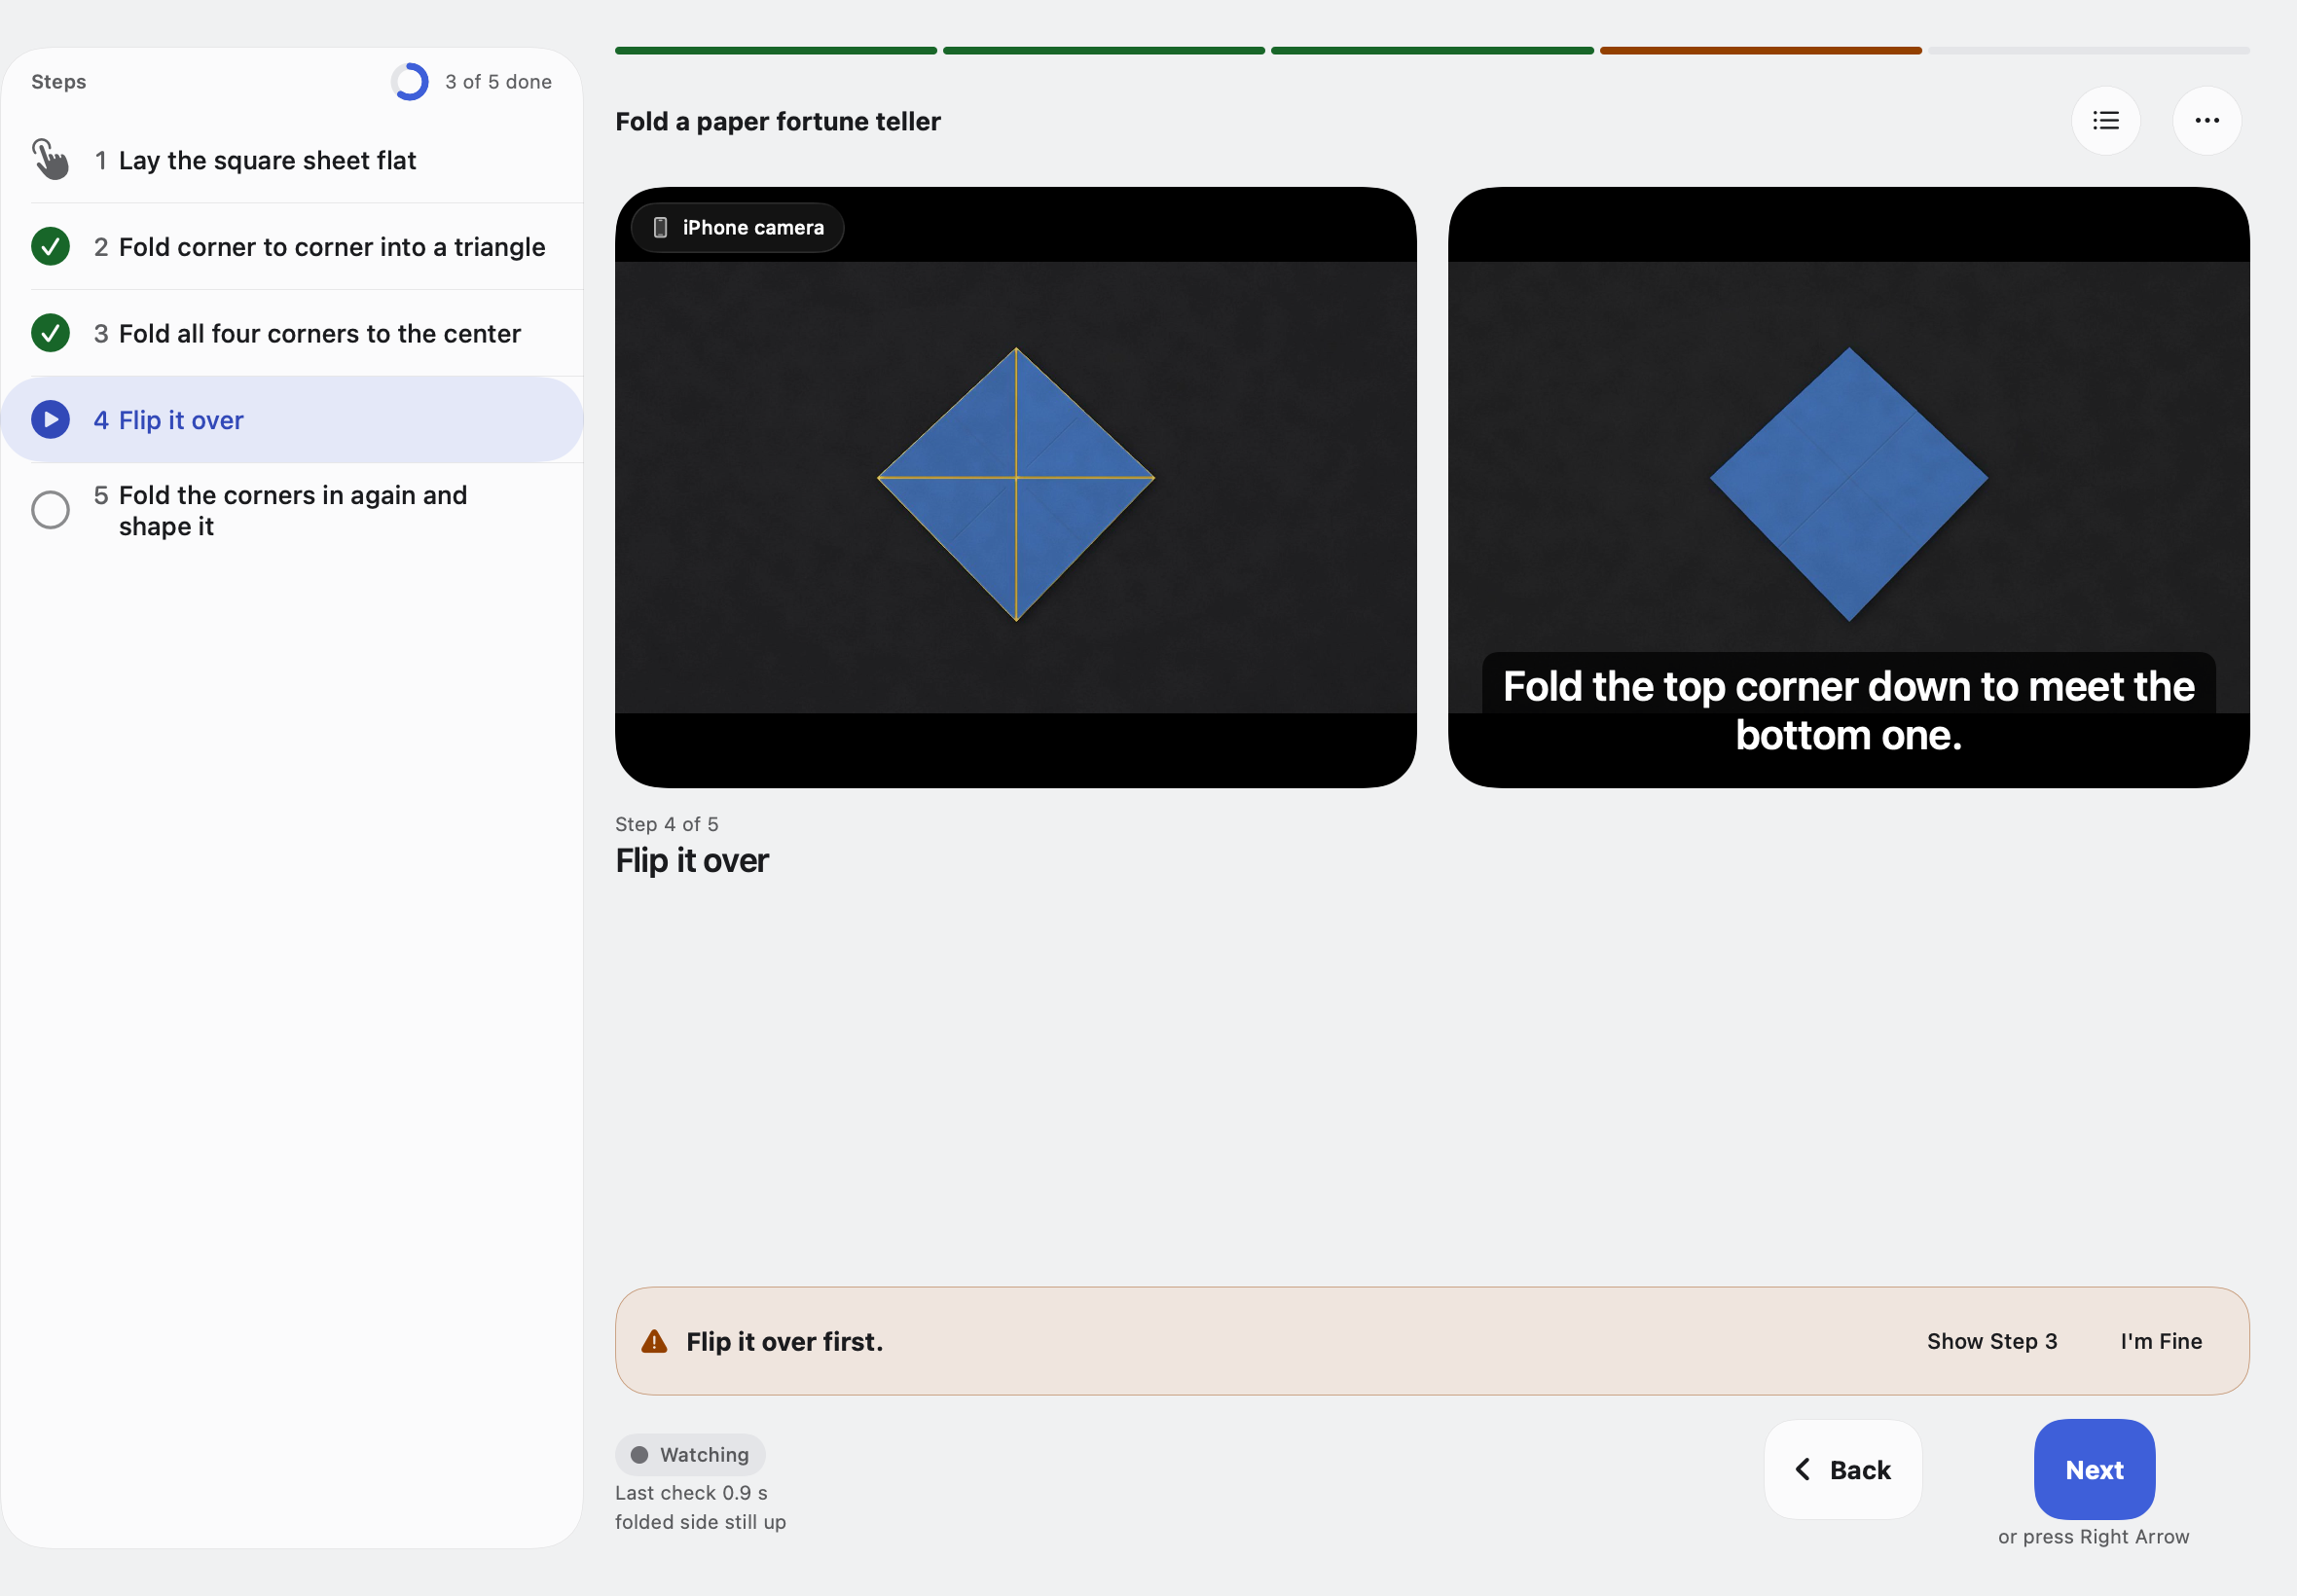 Steps
3 of 5 done
1 Lay the square sheet flat
2 Fold corner to corner into a triangle
3 Fold all four corners to the center
4 Flip it over
5 Fold the corners in again and
shape it
Fold a paper fortune teller
iPhone camera
Fold the top corner down to meet the
bottom one.
Step 4 of 5
Flip it over
Flip it over first.
Show Step 3
I'm Fine
Watching
Last check 0.9 s
folded side still up
Back
Next
or press Right Arrow